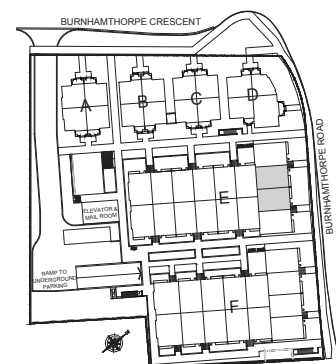 BURNHAMTHORPE CRESCENT
A
B
C
D
BURNHAMTHORPE ROAD
E
ELEVATOR &
MAIL ROOM
RAMP TO
UNDERGROUND
PARKING
F